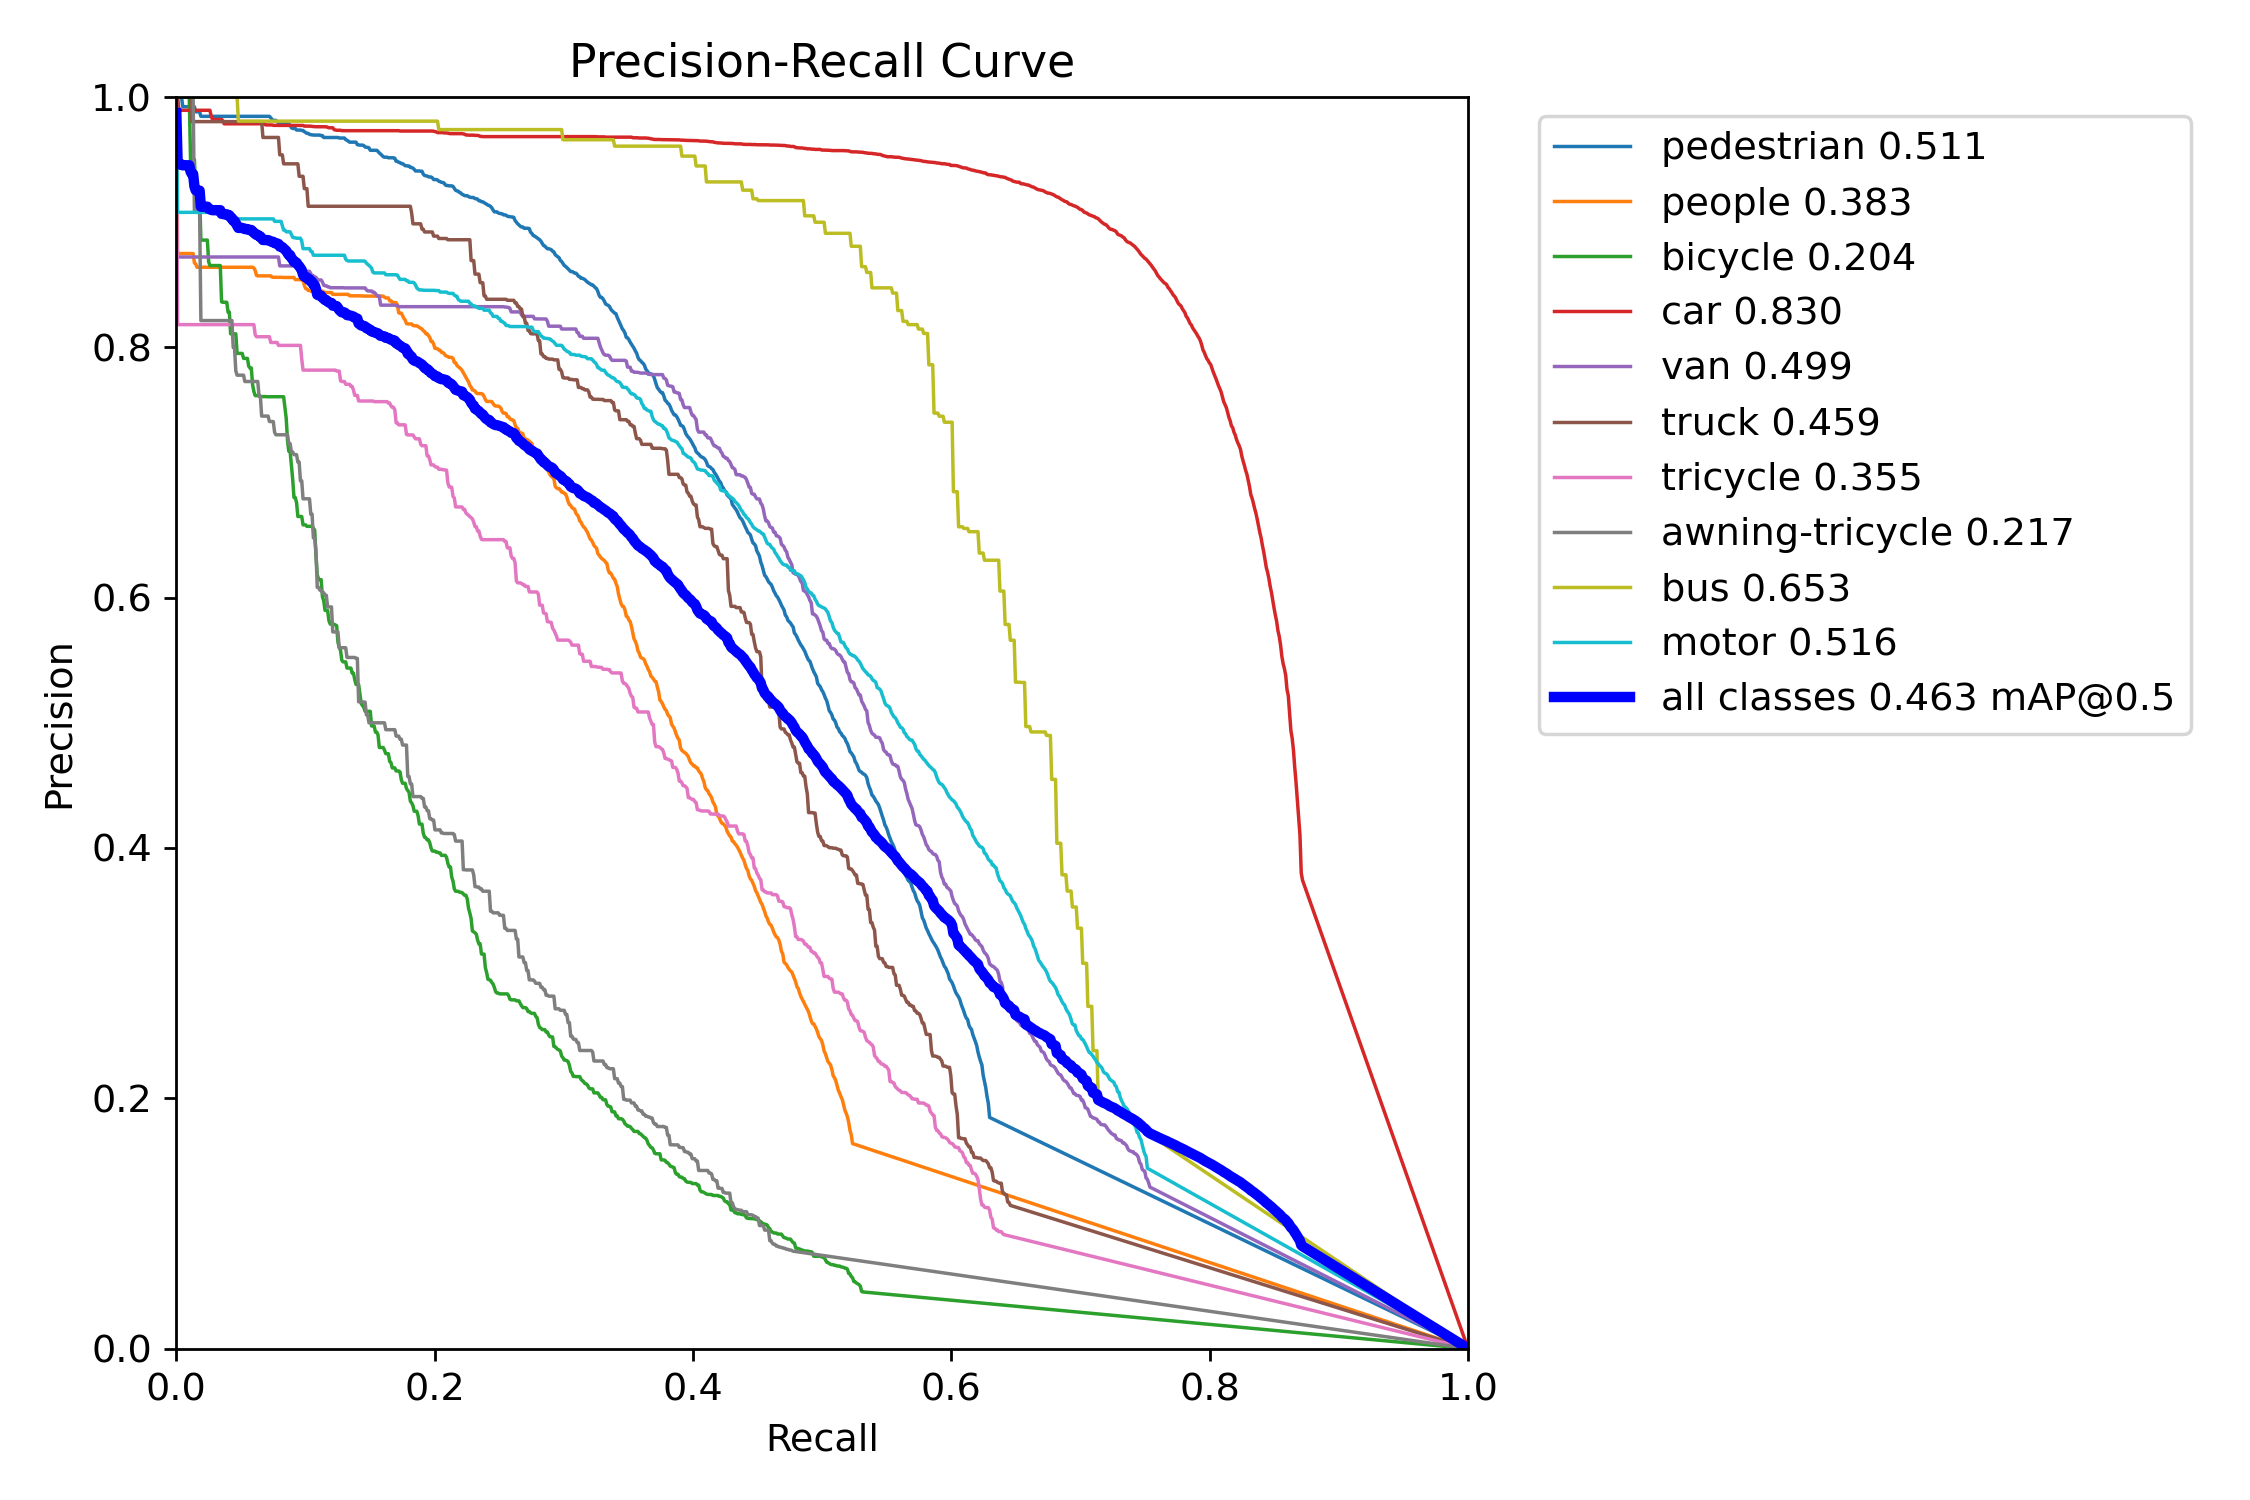 Precision-Recall Curve
1.0
0.8
0.6
0.4
0.2
0.0
Precision
0.0 0.2 0.4 0.6 0.8 1.0
Recall
pedestrian 0.511
people 0.383
bicycle 0.204
car 0.830
van 0.499
truck 0.459
tricycle 0.355
awning-tricycle 0.217
bus 0.653
motor 0.516
all classes 0.463 mAP@0.5